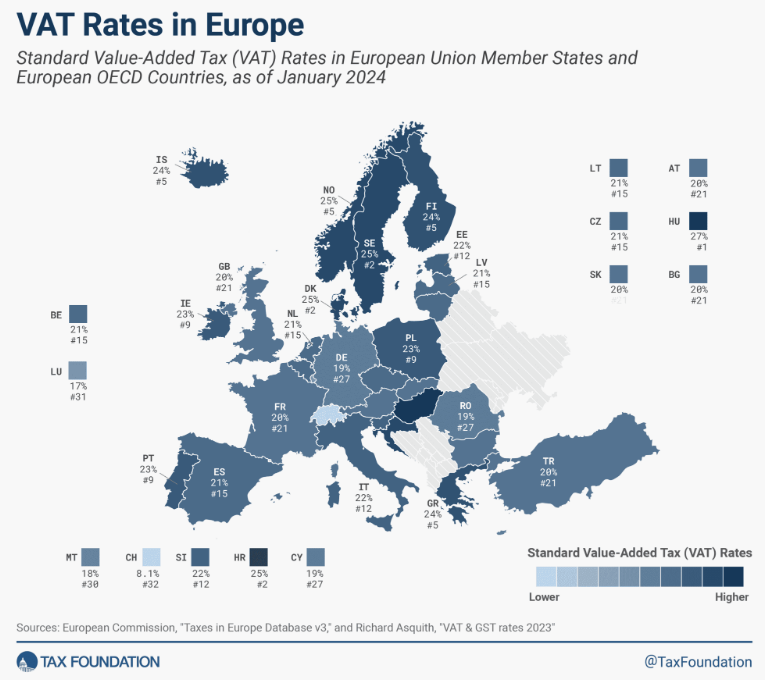 VAT Rates in Europe
Standard Value-Added Tax (VAT) Rates in European Union Member States and
European OECD Countries, as of January 2024
IS
24%
#5
NO
25%
#5
FI
24%
#5
SE
25%
#2
EE
22%
#12
LV
21%
#15
LT
21%
#15
AT
20%
#21
CZ
21%
#15
HU
27%
#1
SK
20%
#21
BG
20%
#21
GB
20%
#21
IE
23%
#9
DK
25%
#2
NL
21%
#15
BE
21%
#15
LU
17%
#31
DE
19%
#27
PL
23%
#9
FR
20%
#21
RO
19%
#27
PT
23%
#9
ES
21%
#15
IT
22%
#12
GR
24%
#5
TR
20%
#21
MT
18%
#30
CH
8.1%
#32
SI
22%
#12
HR
25%
#2
CY
19%
#27
Standard Value-Added Tax (VAT) Rates
Lower Higher
Sources: European Commission, "Taxes in Europe Database v3," and Richard Asquith, "VAT & GST rates 2023"
TAX FOUNDATION
@TaxFoundation